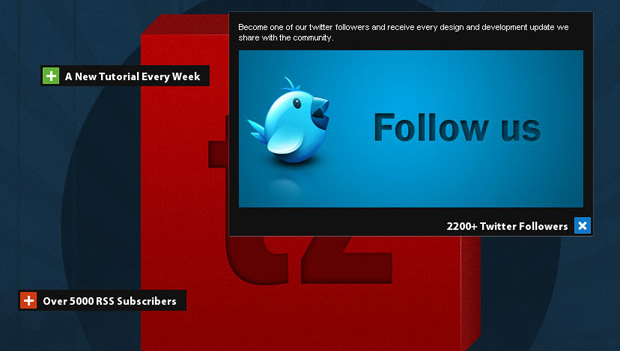 Become one of our twitter followers and receive every design and development update we
share with the community.
A New Tutorial Every Week
Follow us
2200+ Twitter Followers
Over 5000 RSS Subscribers